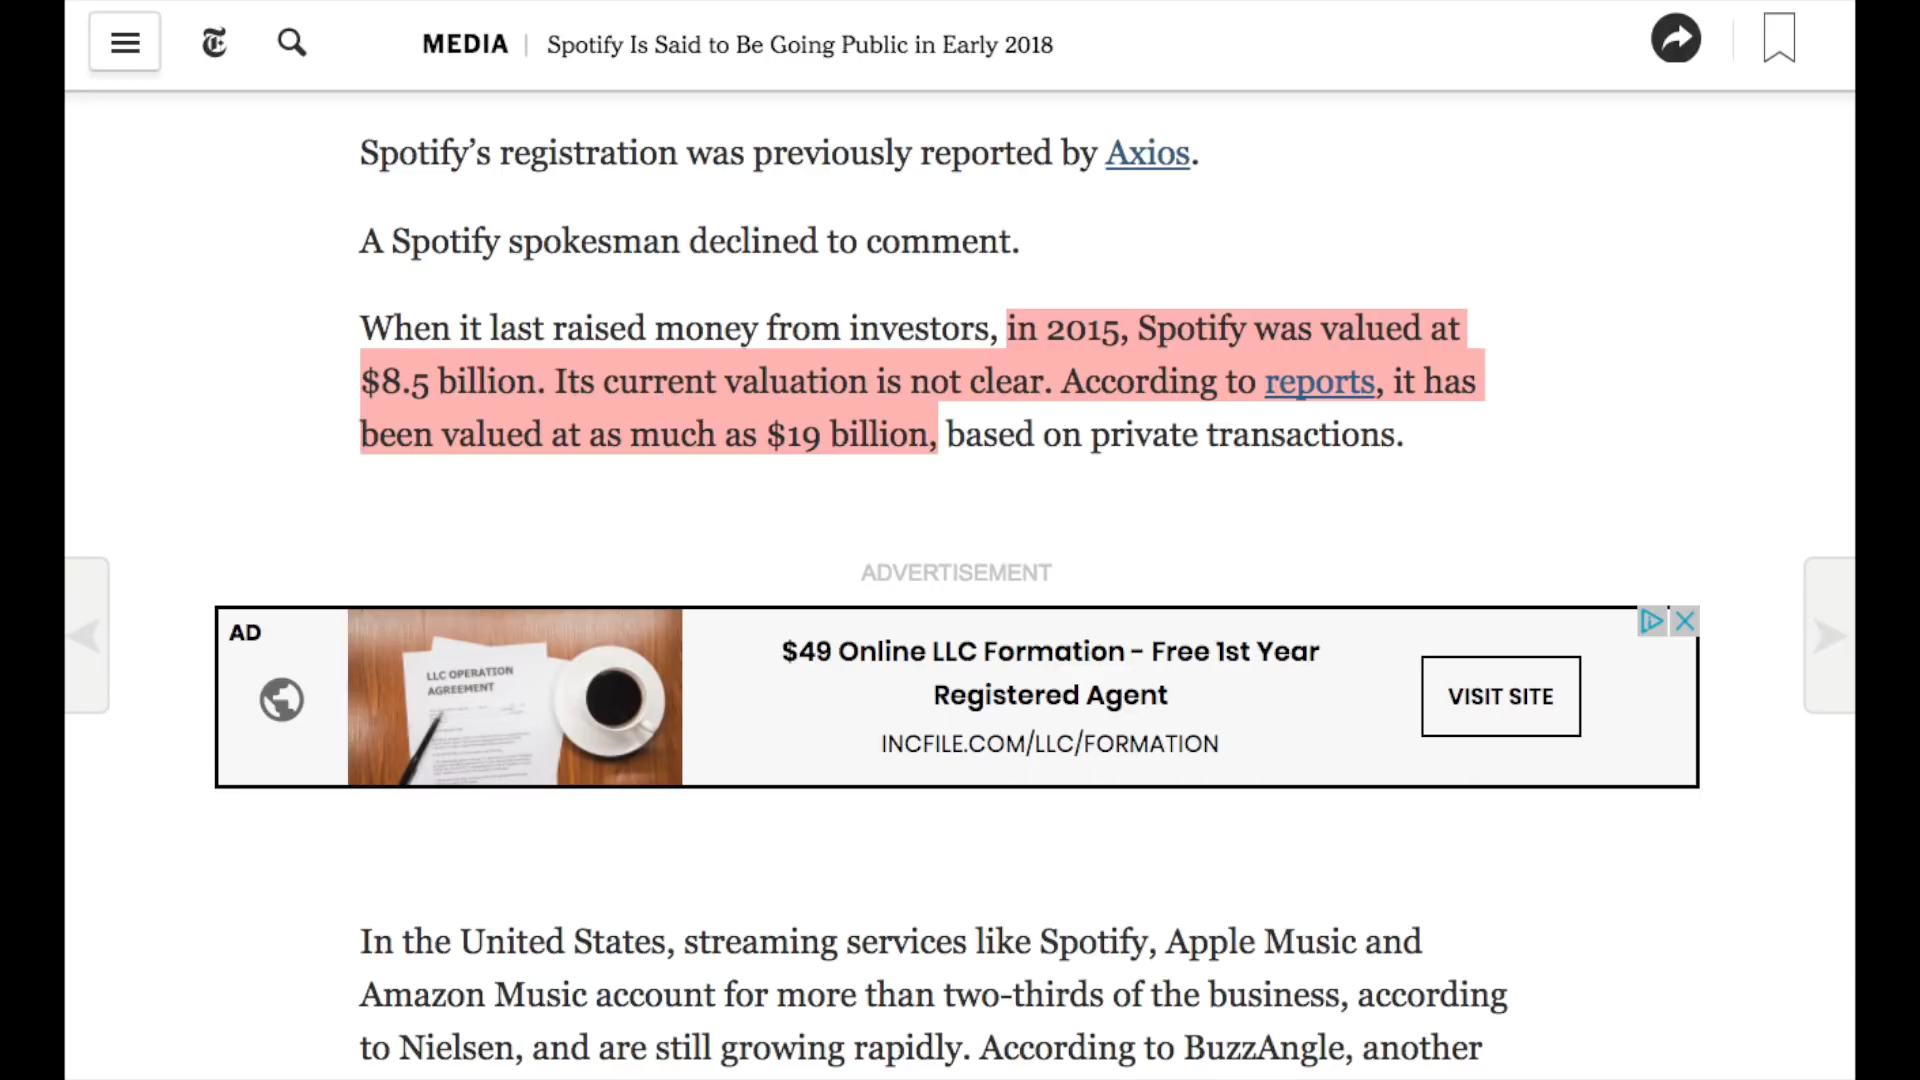 MEDIA | Spotify Is Said to Be Going Public in Early 2018
Spotify’s registration was previously reported by Axios.
A Spotify spokesman declined to comment.
When it last raised money from investors, in 2015, Spotify was valued at
$8.5 billion. Its current valuation is not clear. According to reports, it has
been valued at as much as $19 billion, based on private transactions.
ADVERTISEMENT
AD
LLC OPERATION
AGREEMENT
$49 Online LLC Formation - Free 1st Year
Registered Agent
INCFILE.COM/LLC/FORMATION
VISIT SITE
In the United States, streaming services like Spotify, Apple Music and
Amazon Music account for more than two-thirds of the business, according
to Nielsen, and are still growing rapidly. According to BuzzAngle, another